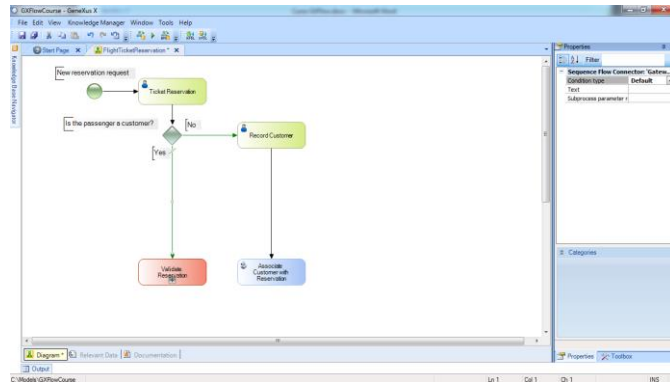 GXFlowCourse - GeneXus X
File Edit View Knowledge Manager Window Tools Help
Start Page
FlightTicketReservation *
Knowledge Base Navigator
New reservation request
Ticket Reservation
Is the passenger a customer?
No
Record Customer
Yes
Validate
Reservation
Associate
Customer with
Reservation
Diagram *
Relevant Data
Documentation
Output
C:\Models\GXFlowCourse
Ln 1 Col 1 Ch 1 INS
Properties
Filter
Sequence Flow Connector: 'Gatew...
Condition type Default
Text
Subprocess parameter r
Categories
Properties
Toolbox